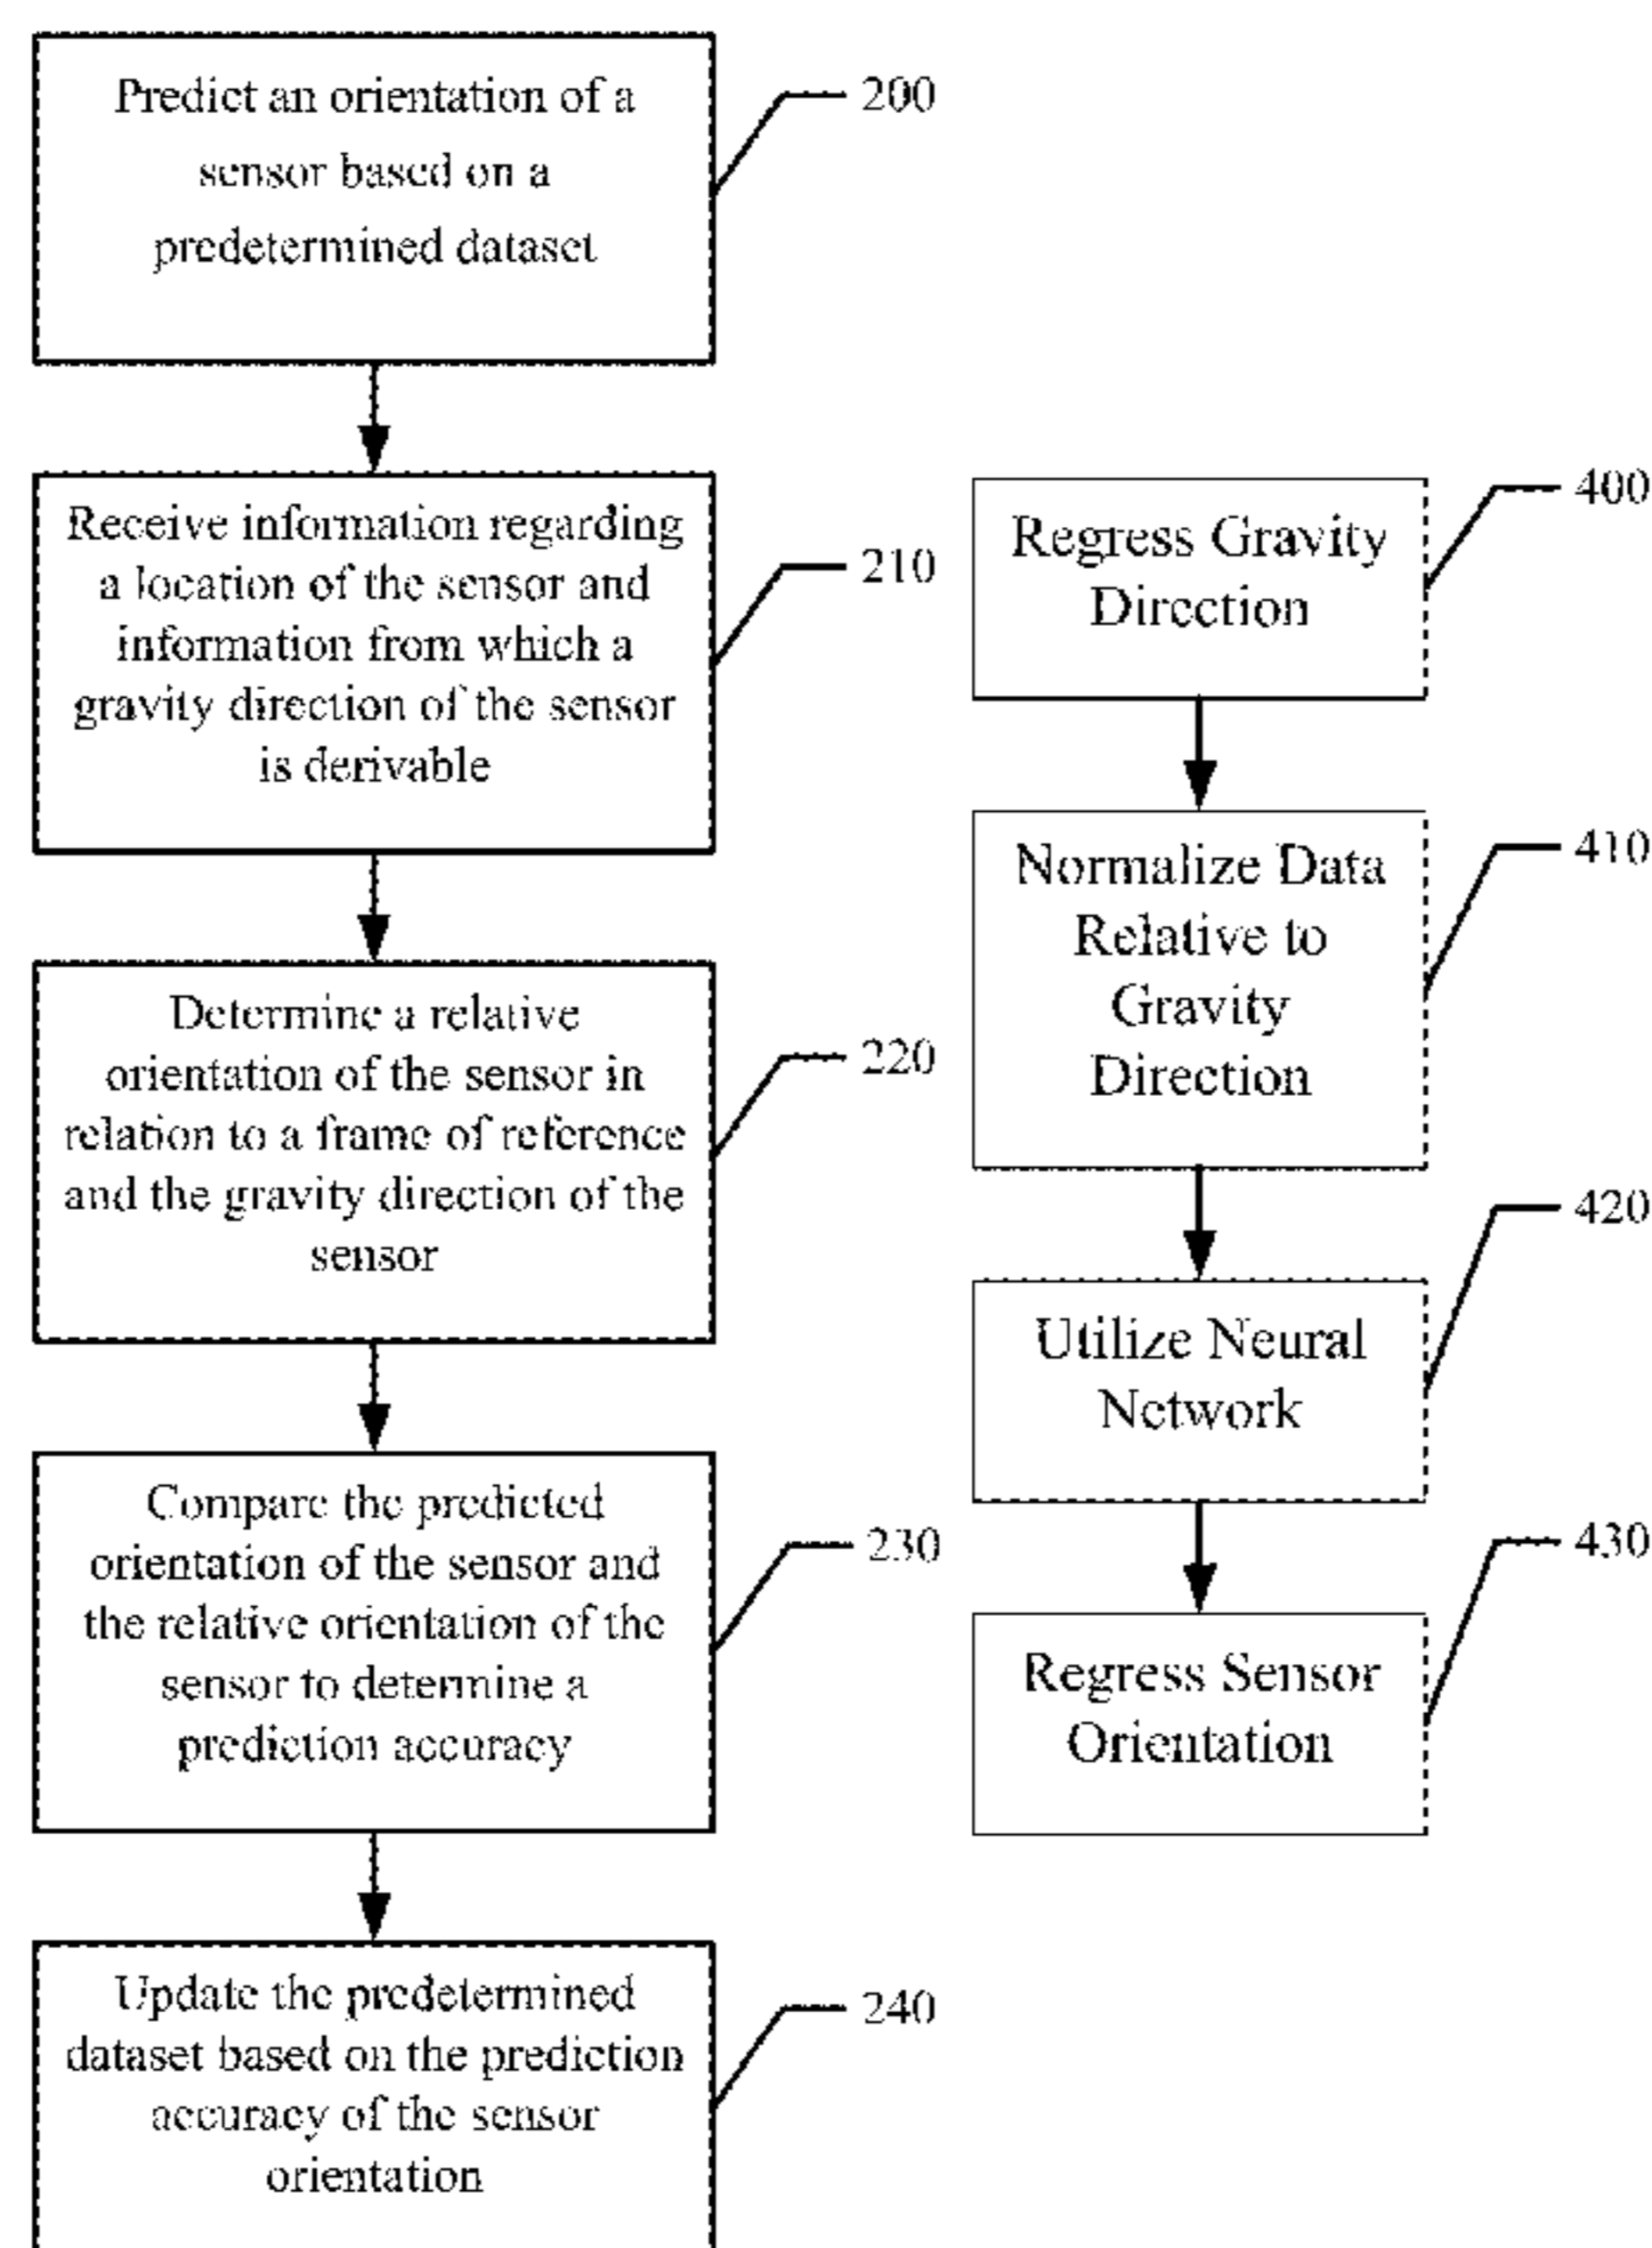 Predict an orientation of a
sensor based on a
predetermined dataset
200
Receive information regarding
a location of the sensor and
information from which a
gravity direction of the sensor
is derivable
210
Determine a relative
orientation of the sensor in
relation to a frame of reference
and the gravity direction of the
sensor
220
Compare the predicted
orientation of the sensor and
the relative orientation of the
sensor to determine a
prediction accuracy
230
Update the predetermined
dataset based on the prediction
accuracy of the sensor
orientation
240
Regress Gravity
Direction
400
Normalize Data
Relative to
Gravity
Direction
410
Utilize Neural
Network
420
Regress Sensor
Orientation
430